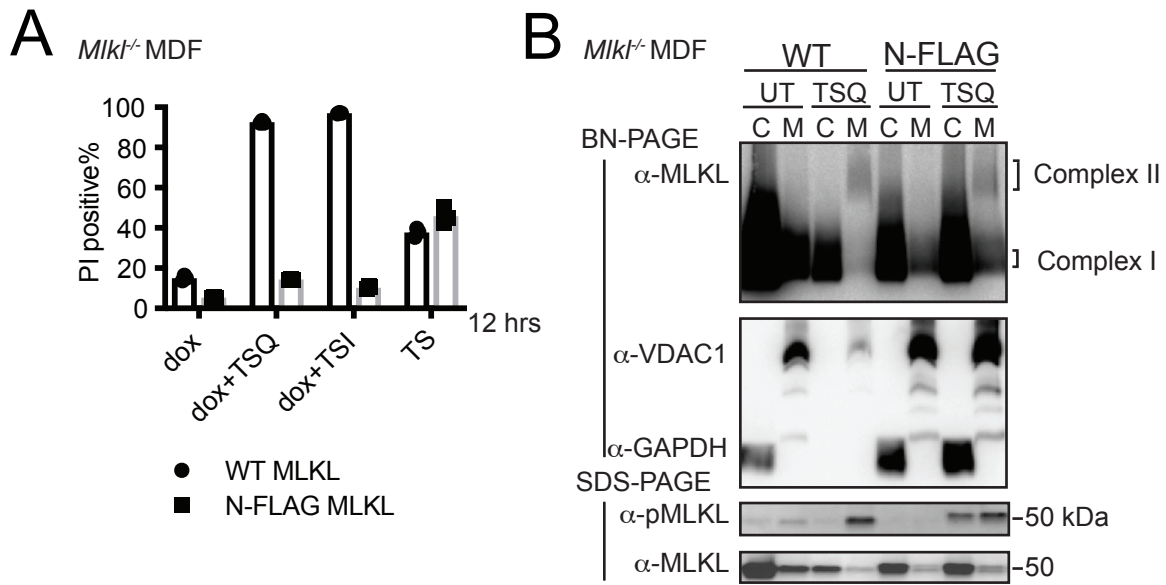 A
Mlkl-/- MDF
PI positive%
100
80
60
40
20
0
dox
dox+TSQ
dox+TSI
TS
12 hrs
WT MLKL
N-FLAG MLKL
B
Mlkl-/- MDF
WT N-FLAG
UT TSQ UT TSQ
C M C M C M C M
BN-PAGE
α-MLKL
Complex II
Complex I
α-VDAC1
α-GAPDH
SDS-PAGE
α-pMLKL
50 kDa
α-MLKL
50